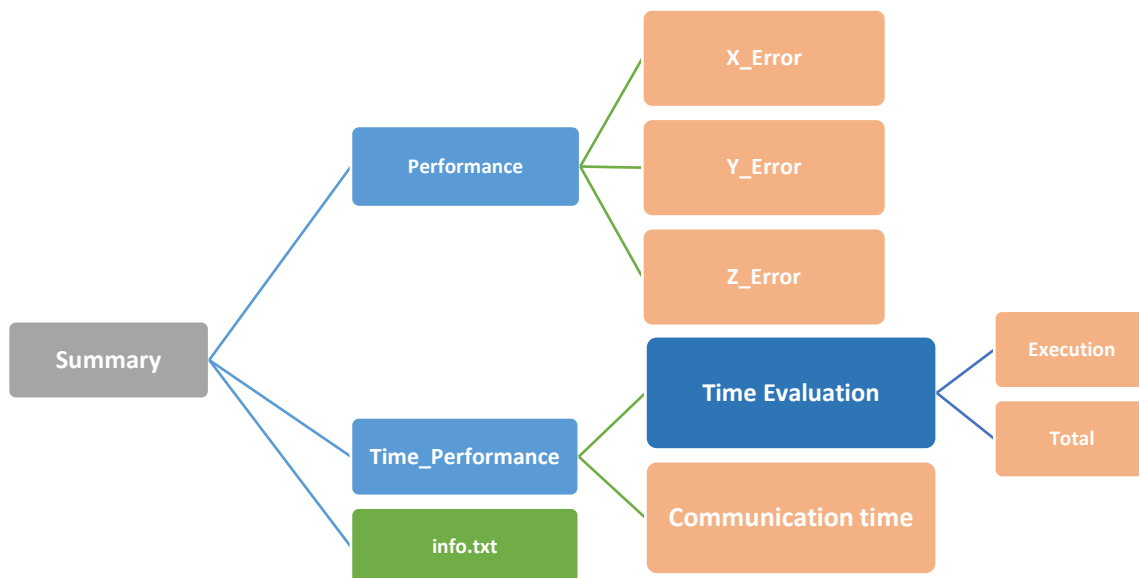 Summary
Performance
X_Error
Y_Error
Z_Error
Time_Performance
Time Evaluation
Execution
Total
Communication time
info.txt